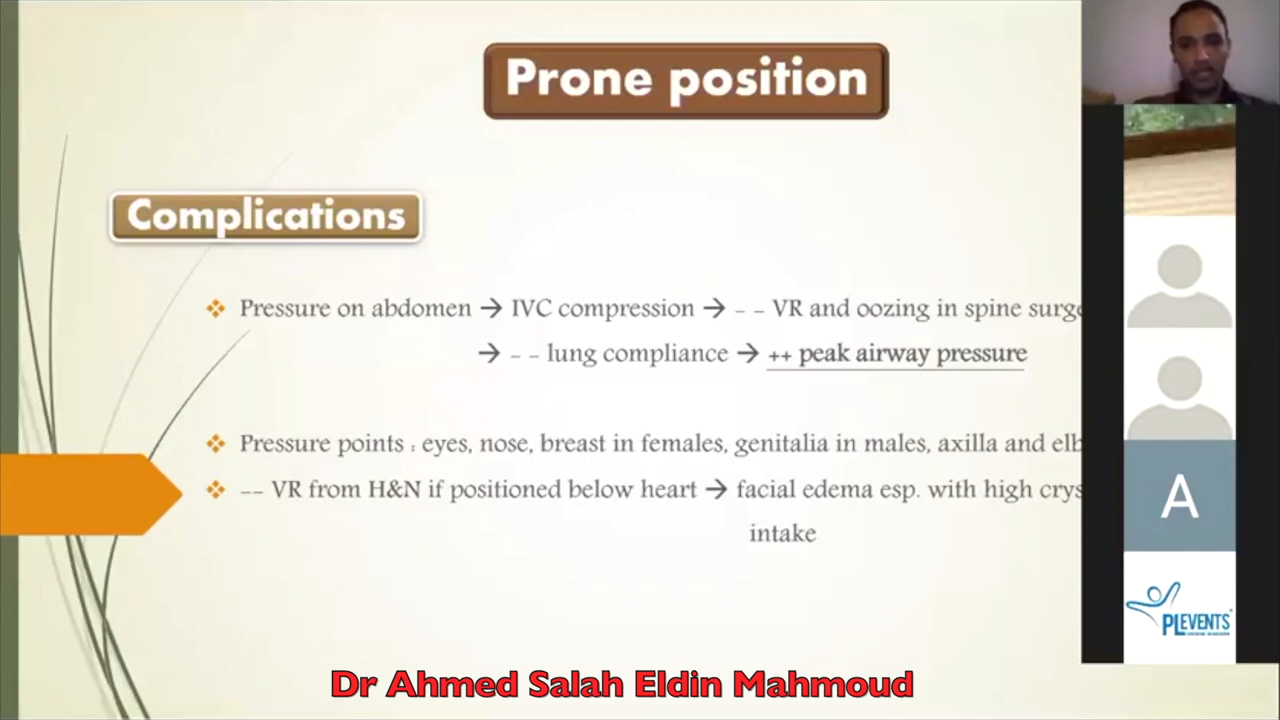 Prone position
Complications
Pressure on abdomen → IVC compression → - - VR and oozing in spine surge
→ - - lung compliance → ++ peak airway pressure
Pressure points : eyes, nose, breast in females, genitalia in males, axilla and elb
-- VR from H&N if positioned below heart → facial edema esp. with high crys
intake
A
PLEVENTS
Dr Ahmed Salah Eldin Mahmoud